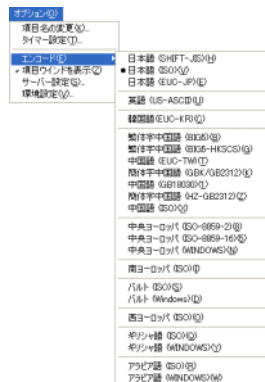 オプション(O)
項目名の変更(X)...
タイマー設定(T)...
エンコード(E)
項目ウインドを表示(Z)
サーバー設定(S)...
環境設定(V)...
日本語 (SHIFT-JIS)(H)
日本語 (ISO)(V)
日本語 (EUC-JP)(E)
英語 (US-ASCII)(U)
韓国語(EUC-KR)(C)
繁体字中国語 (BIG5)(B)
繁体字中国語 (BIG5-HKSCS)(G)
中国語 (EUC-TW)(T)
簡体字中国語 (GBK/GB2312)(K)
中国語 (GB18030)(1)
簡体字中国語 (HZ-GB2312)(Z)
中国語 (ISO)(X)
中央ヨーロッパ (ISO-8859-2)(8)
中央ヨーロッパ (ISO-8859-16)(5)
中央ヨーロッパ (WINDOWS)(N)
南ヨーロッパ (ISO)(I)
バルト (ISO)(S)
バルト (Windows)(D)
西ヨーロッパ (ISO)(Q)
ギリシャ語 (ISO)(O)
ギリシャ語 (WINDOWS)(Y)
アラビア語 (ISO)(R)
アラビア語 (WINDOWS)(W)